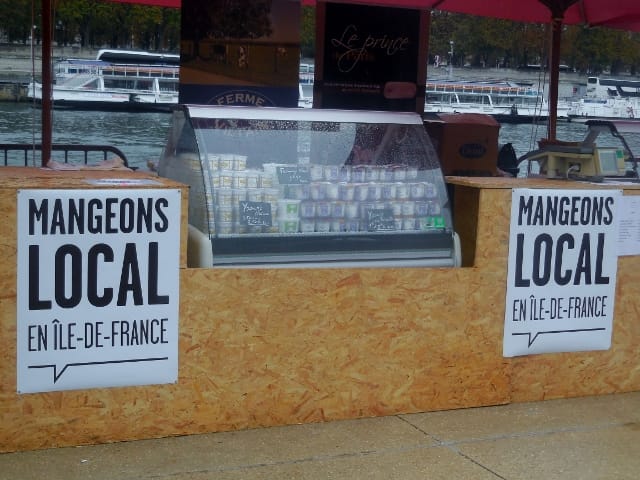 Le prince
FERME
MANGEONS
LOCAL
EN ÎLE-DE-FRANCE
MANGEONS
LOCAL
EN ÎLE-DE-FRANCE